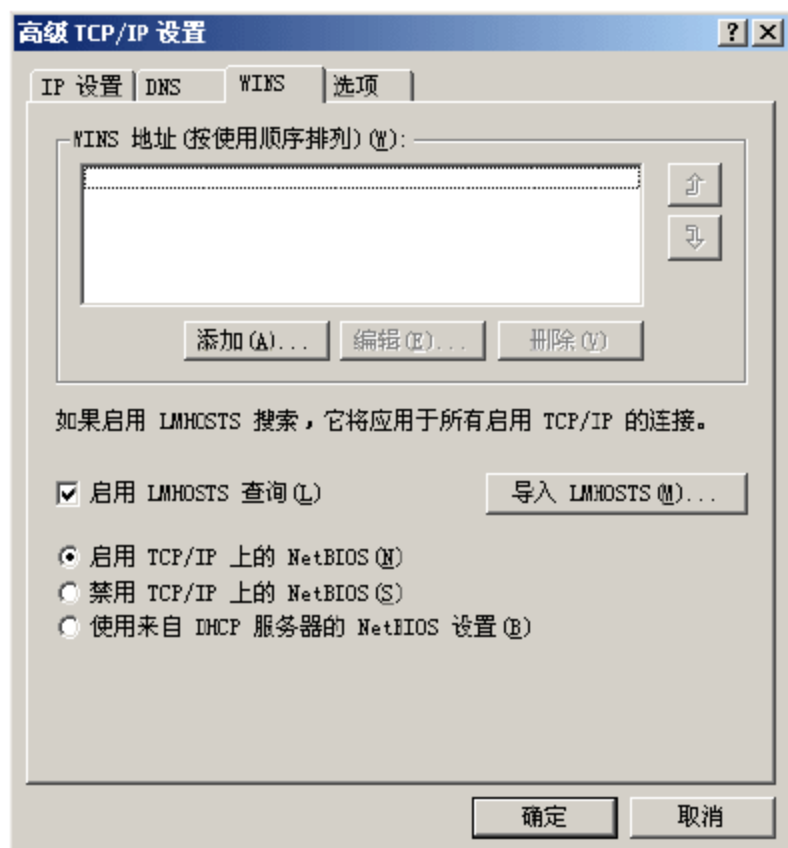 高级 TCP/IP 设置
IP 设置 DNS WINS 选项
WINS 地址(按使用顺序排列)(W):
添加(A)... 编辑(E)... 删除(V)
如果启用 LMHOSTS 搜索，它将应用于所有启用 TCP/IP 的连接。
启用 LMHOSTS 查询(L) 导入 LMHOSTS(M)...
启用 TCP/IP 上的 NetBIOS(N)
禁用 TCP/IP 上的 NetBIOS(S)
使用来自 DHCP 服务器的 NetBIOS 设置(B)
确定 取消